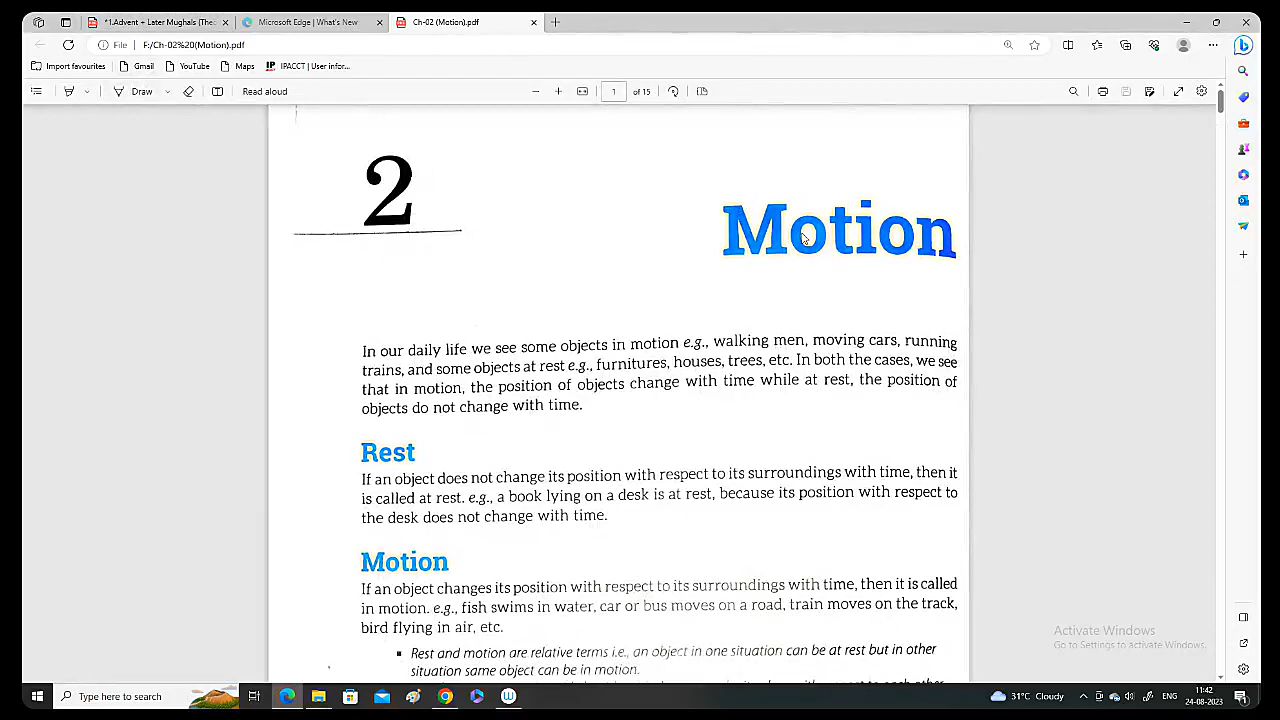 *1.Advent + Later Mughals (The
Microsoft Edge | What's New
Ch-02 (Motion).pdf
File
F:/Ch-02%20(Motion).pdf
Import favourites
Gmail
YouTube
Maps
IPACCT | User infor...
Draw
Read aloud
1
of 15
2
Motion
In our daily life we see some objects in motion e.g., walking men, moving cars, running
trains, and some objects at rest e.g., furnitures, houses, trees, etc. In both the cases, we see
that in motion, the position of objects change with time while at rest, the position of
objects do not change with time.
Rest
If an object does not change its position with respect to its surroundings with time, then it
is called at rest. e.g., a book lying on a desk is at rest, because its position with respect to
the desk does not change with time.
Motion
If an object changes its position with respect to its surroundings with time, then it is called
in motion. e.g., fish swims in water, car or bus moves on a road, train moves on the track,
bird flying in air, etc.
▪ Rest and motion are relative terms i.e., an object in one situation can be at rest but in other
situation same object can be in motion.
Activate Windows
Go to Settings to activate Windows.
Type here to search
31°C Cloudy
ENG
11:42
24-08-2023